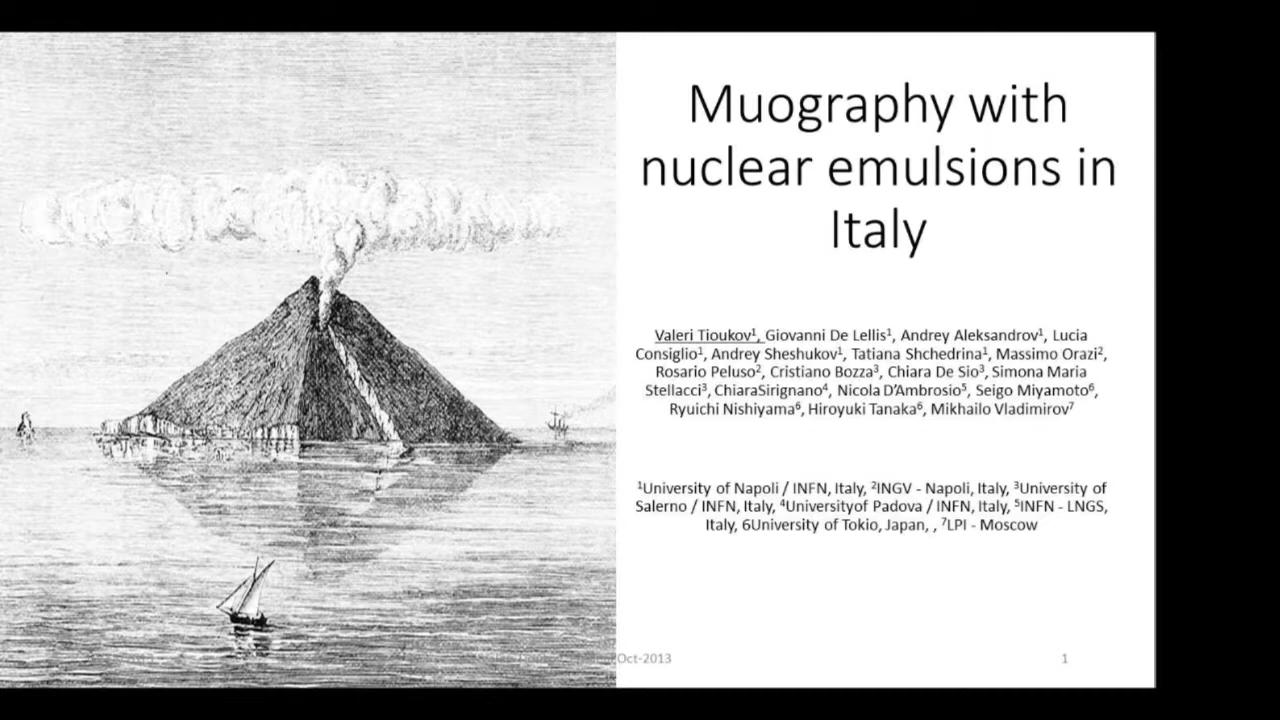 Muography with
nuclear emulsions in
Italy
Valeri Tioukov¹, Giovanni De Lellis¹, Andrey Aleksandrov¹, Lucia
Consiglio¹, Andrey Sheshukov¹, Tatiana Shchedrina¹, Massimo Orazi²,
Rosario Peluso², Cristiano Bozza³, Chiara De Sio³, Simona Maria
Stellacci³, ChiaraSirignano⁴, Nicola D’Ambrosio⁵, Seigo Miyamoto⁶,
Ryuichi Nishiyama⁶, Hiroyuki Tanaka⁶, Mikhailo Vladimirov⁷
¹University of Napoli / INFN, Italy, ²INGV - Napoli, Italy, ³University of
Salerno / INFN, Italy, ⁴Universityof Padova / INFN, Italy, ⁵INFN - LNGS,
Italy, 6University of Tokio, Japan, , ⁷LPI - Moscow
Oct-2013
1